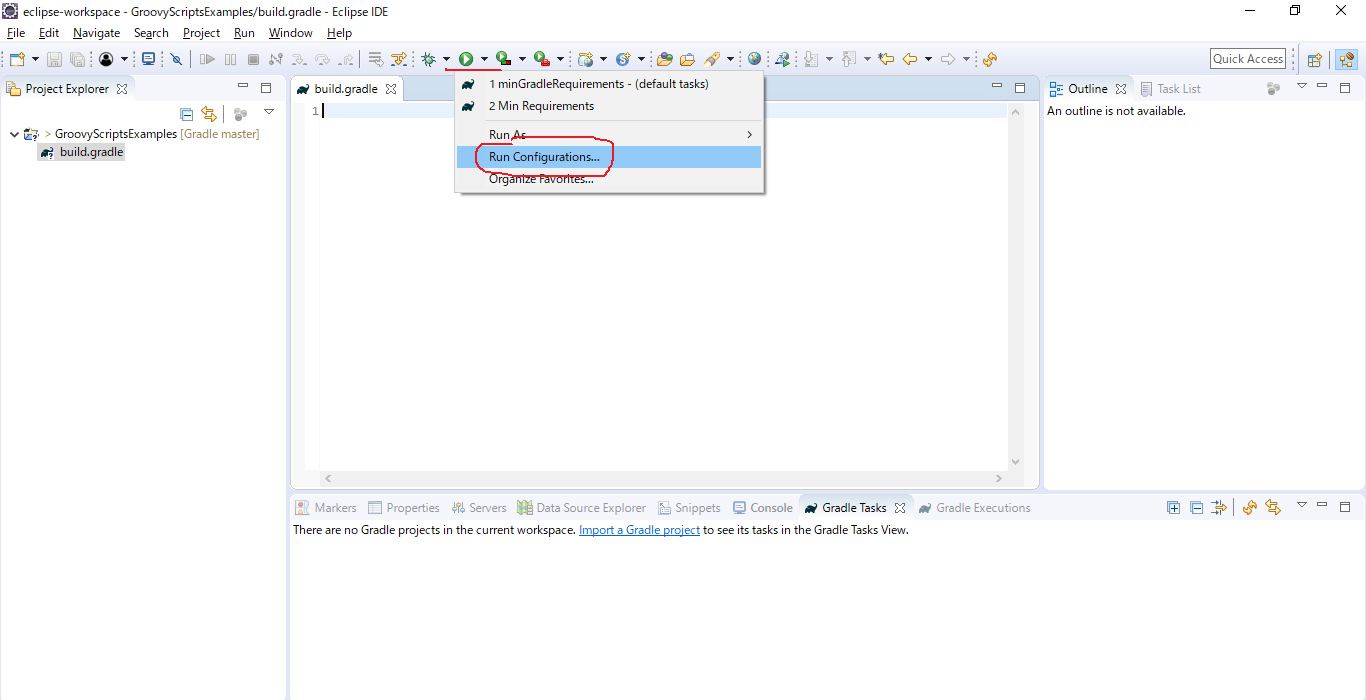 eclipse-workspace - GroovyScriptsExamples/build.gradle - Eclipse IDE
File Edit Navigate Search Project Run Window Help
Quick Access
Project Explorer
> GroovyScriptsExamples [Gradle master]
build.gradle
build.gradle
1
1 minGradleRequirements - (default tasks)
2 Min Requirements
Run As
Run Configurations...
Organize Favorites...
Outline Task List
An outline is not available.
Markers Properties Servers Data Source Explorer Snippets Console Gradle Tasks Gradle Executions
There are no Gradle projects in the current workspace. Import a Gradle project to see its tasks in the Gradle Tasks View.